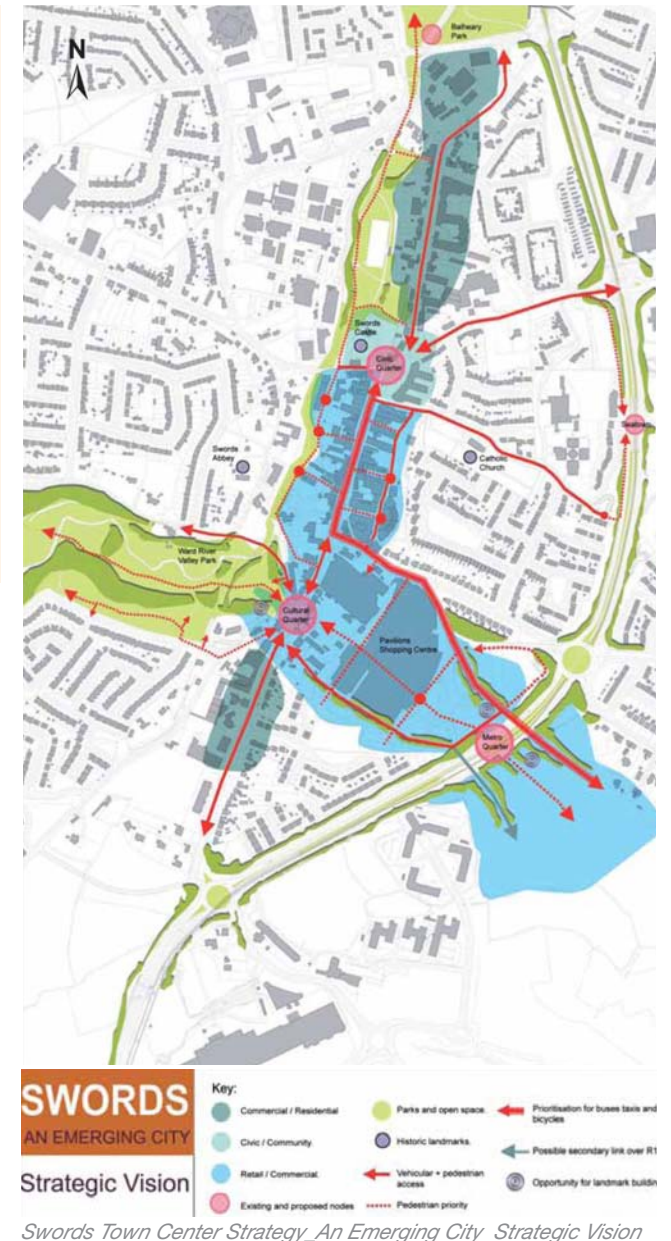 Ballheary
Park
N
Swords
Castle
Civic
Quarter
Seatown
Swords
Abbey
Catholic
Church
Ward River
Valley Park
Cultural
Quarter
Pavilions
Shopping Centre
Metro
Quarter
SWORDS
AN EMERGING CITY
Strategic Vision
Key:
Commercial / Residential
Civic / Community.
Retail / Commercial.
Existing and proposed nodes
Parks and open space.
Historic landmarks.
Vehicular + pedestrian
access
Pedestrian priority
Prioritisation for buses taxis and
bicycles
Possible secondary link over R1
Opportunity for landmark buildin
Swords Town Center Strategy_An Emerging City_Strategic Vision